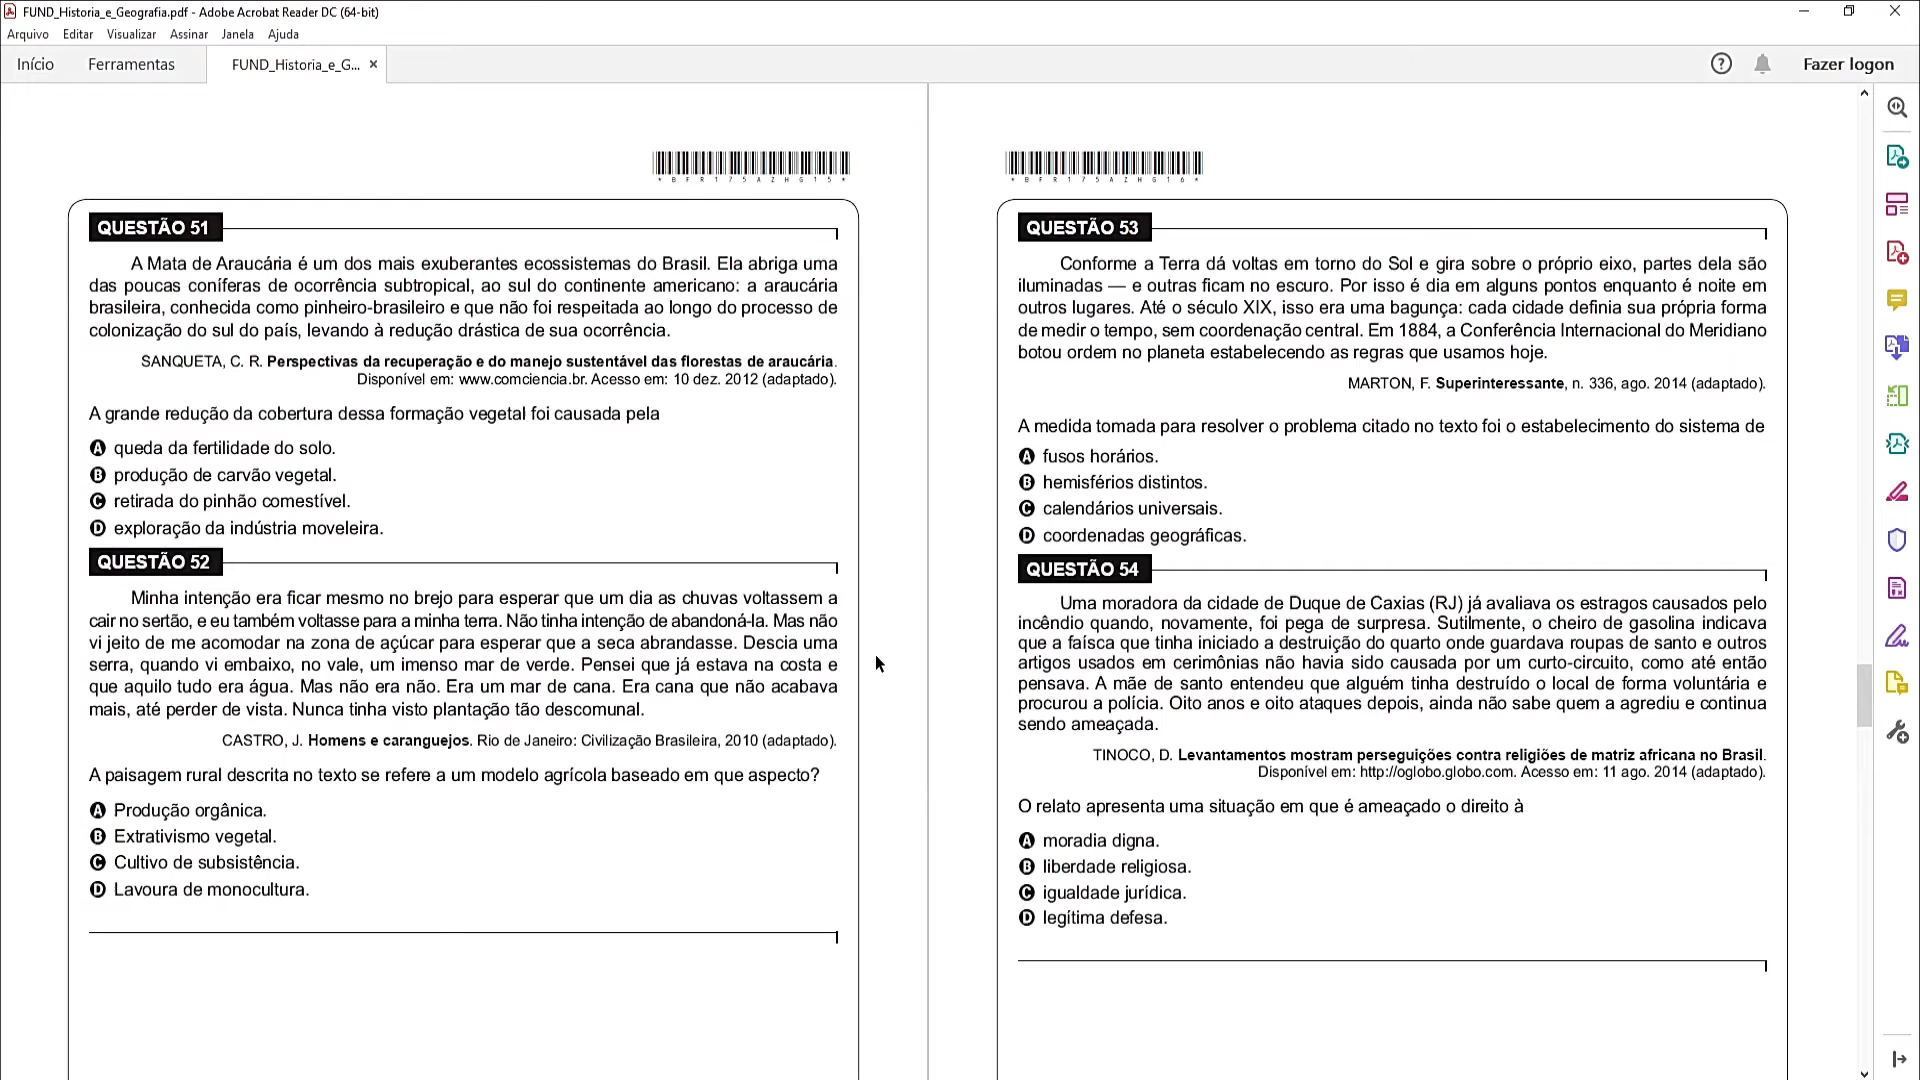 FUND_Historia_e_Geografia.pdf - Adobe Acrobat Reader DC (64-bit)
Arquivo Editar Visualizar Assinar Janela Ajuda
Início Ferramentas FUND_Historia_e_G... × Fazer logon
*BFR175AZHG15*
QUESTÃO 51
A Mata de Araucária é um dos mais exuberantes ecossistemas do Brasil. Ela abriga uma
das poucas coníferas de ocorrência subtropical, ao sul do continente americano: a araucária
brasileira, conhecida como pinheiro-brasileiro e que não foi respeitada ao longo do processo de
colonização do sul do país, levando à redução drástica de sua ocorrência.
SANQUETA, C. R. Perspectivas da recuperação e do manejo sustentável das florestas de araucária.
Disponível em: www.comciencia.br. Acesso em: 10 dez. 2012 (adaptado).
A grande redução da cobertura dessa formação vegetal foi causada pela
A queda da fertilidade do solo.
B produção de carvão vegetal.
C retirada do pinhão comestível.
D exploração da indústria moveleira.
QUESTÃO 52
Minha intenção era ficar mesmo no brejo para esperar que um dia as chuvas voltassem a
cair no sertão, e eu também voltasse para a minha terra. Não tinha intenção de abandoná-la. Mas não
vi jeito de me acomodar na zona de açúcar para esperar que a seca abrandasse. Descia uma
serra, quando vi embaixo, no vale, um imenso mar de verde. Pensei que já estava na costa e
que aquilo tudo era água. Mas não era não. Era um mar de cana. Era cana que não acabava
mais, até perder de vista. Nunca tinha visto plantação tão descomunal.
CASTRO, J. Homens e caranguejos. Rio de Janeiro: Civilização Brasileira, 2010 (adaptado).
A paisagem rural descrita no texto se refere a um modelo agrícola baseado em que aspecto?
A Produção orgânica.
B Extrativismo vegetal.
C Cultivo de subsistência.
D Lavoura de monocultura.
*BFR175AZHG16*
QUESTÃO 53
Conforme a Terra dá voltas em torno do Sol e gira sobre o próprio eixo, partes dela são
iluminadas — e outras ficam no escuro. Por isso é dia em alguns pontos enquanto é noite em
outros lugares. Até o século XIX, isso era uma bagunça: cada cidade definia sua própria forma
de medir o tempo, sem coordenação central. Em 1884, a Conferência Internacional do Meridiano
botou ordem no planeta estabelecendo as regras que usamos hoje.
MARTON, F. Superinteressante, n. 336, ago. 2014 (adaptado).
A medida tomada para resolver o problema citado no texto foi o estabelecimento do sistema de
A fusos horários.
B hemisférios distintos.
C calendários universais.
D coordenadas geográficas.
QUESTÃO 54
Uma moradora da cidade de Duque de Caxias (RJ) já avaliava os estragos causados pelo
incêndio quando, novamente, foi pega de surpresa. Sutilmente, o cheiro de gasolina indicava
que a faísca que tinha iniciado a destruição do quarto onde guardava roupas de santo e outros
artigos usados em cerimônias não havia sido causada por um curto-circuito, como até então
pensava. A mãe de santo entendeu que alguém tinha destruído o local de forma voluntária e
procurou a polícia. Oito anos e oito ataques depois, ainda não sabe quem a agrediu e continua
sendo ameaçada.
TINOCO, D. Levantamentos mostram perseguições contra religiões de matriz africana no Brasil.
Disponível em: http://oglobo.globo.com. Acesso em: 11 ago. 2014 (adaptado).
O relato apresenta uma situação em que é ameaçado o direito à
A moradia digna.
B liberdade religiosa.
C igualdade jurídica.
D legítima defesa.